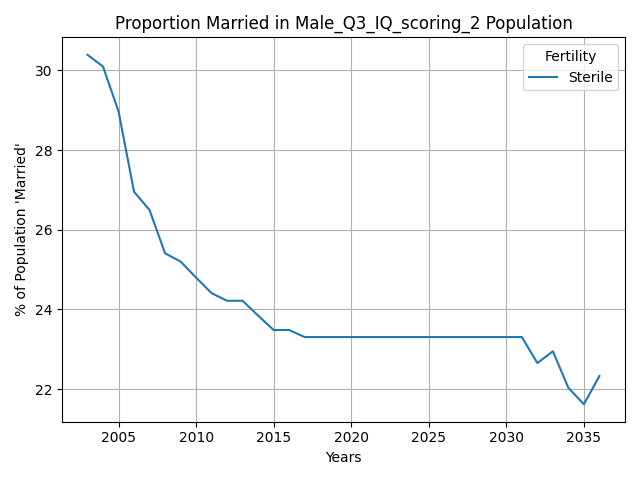 Proportion Married in Male_Q3_IQ_scoring_2 Population
Fertility
Sterile
% of Population 'Married'
30
28
26
24
22
2005 2010 2015 2020 2025 2030 2035
Years